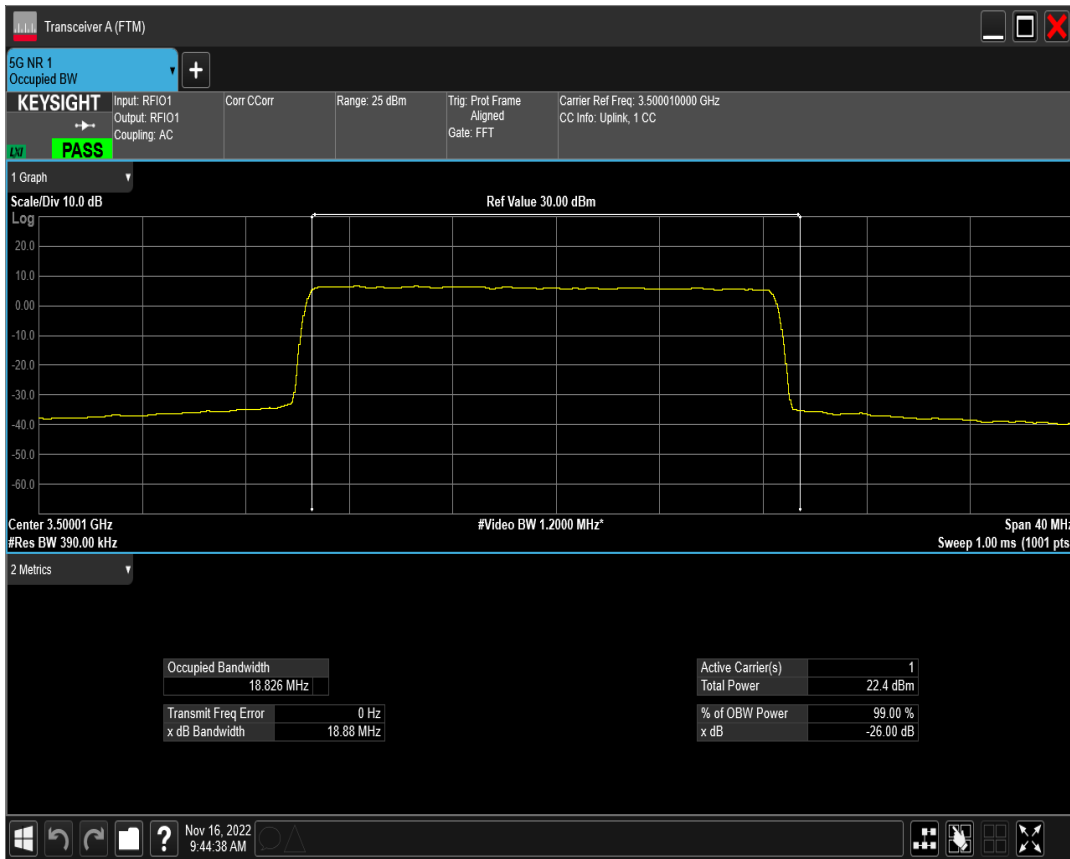 Transceiver A (FTM)
5G NR 1
Occupied BW
+
KEYSIGHT
LXI
PASS
Input: RFIO1
Output: RFIO1
Coupling: AC
Corr CCorr
Range: 25 dBm
Trig: Prot Frame
Aligned
Gate: FFT
Carrier Ref Freq: 3.500010000 GHz
CC Info: Uplink, 1 CC
1 Graph
Scale/Div 10.0 dB
Ref Value 30.00 dBm
Log
20.0
10.0
0.00
-10.0
-20.0
-30.0
-40.0
-50.0
-60.0
Center 3.50001 GHz
#Video BW 1.2000 MHz*
Span 40 MHz
#Res BW 390.00 kHz
Sweep 1.00 ms (1001 pts
2 Metrics
Occupied Bandwidth
18.826 MHz
Transmit Freq Error 0 Hz
x dB Bandwidth 18.88 MHz
Active Carrier(s) 1
Total Power 22.4 dBm
% of OBW Power 99.00 %
x dB -26.00 dB
?
Nov 16, 2022
9:44:38 AM